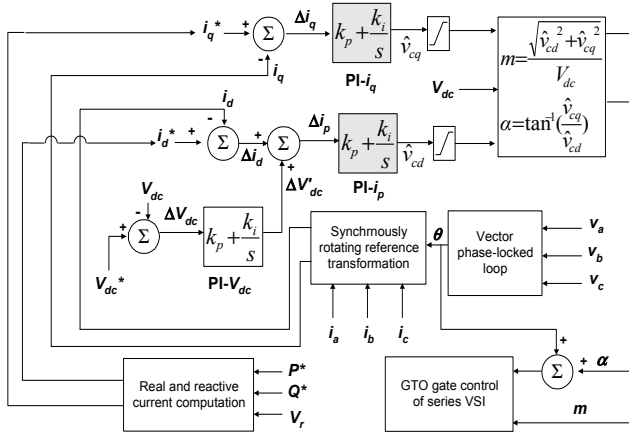 i_q*
+
Σ
-
i_q
Δi_q
k_p + k_i/s
PI-i_q
v̂_cq
V_dc
m = √(v̂_cd² + v̂_cq²) / V_dc
α = tan⁻¹(v̂_cq / v̂_cd)
i_d
-
i_d*
+
Σ
+
Δi_d
Σ
+
Δi_p
k_p + k_i/s
PI-i_p
v̂_cd
ΔV'_dc
V_dc
-
+
Σ
V_dc*
ΔV_dc
k_p + k_i/s
PI-V_dc
Synchrnously
rotating reference
transformation
i_a
i_b
i_c
θ
Vector
phase-locked
loop
v_a
v_b
v_c
Real and reactive
current computation
P*
Q*
V_r
GTO gate control
of series VSI
+
Σ
+
α
m